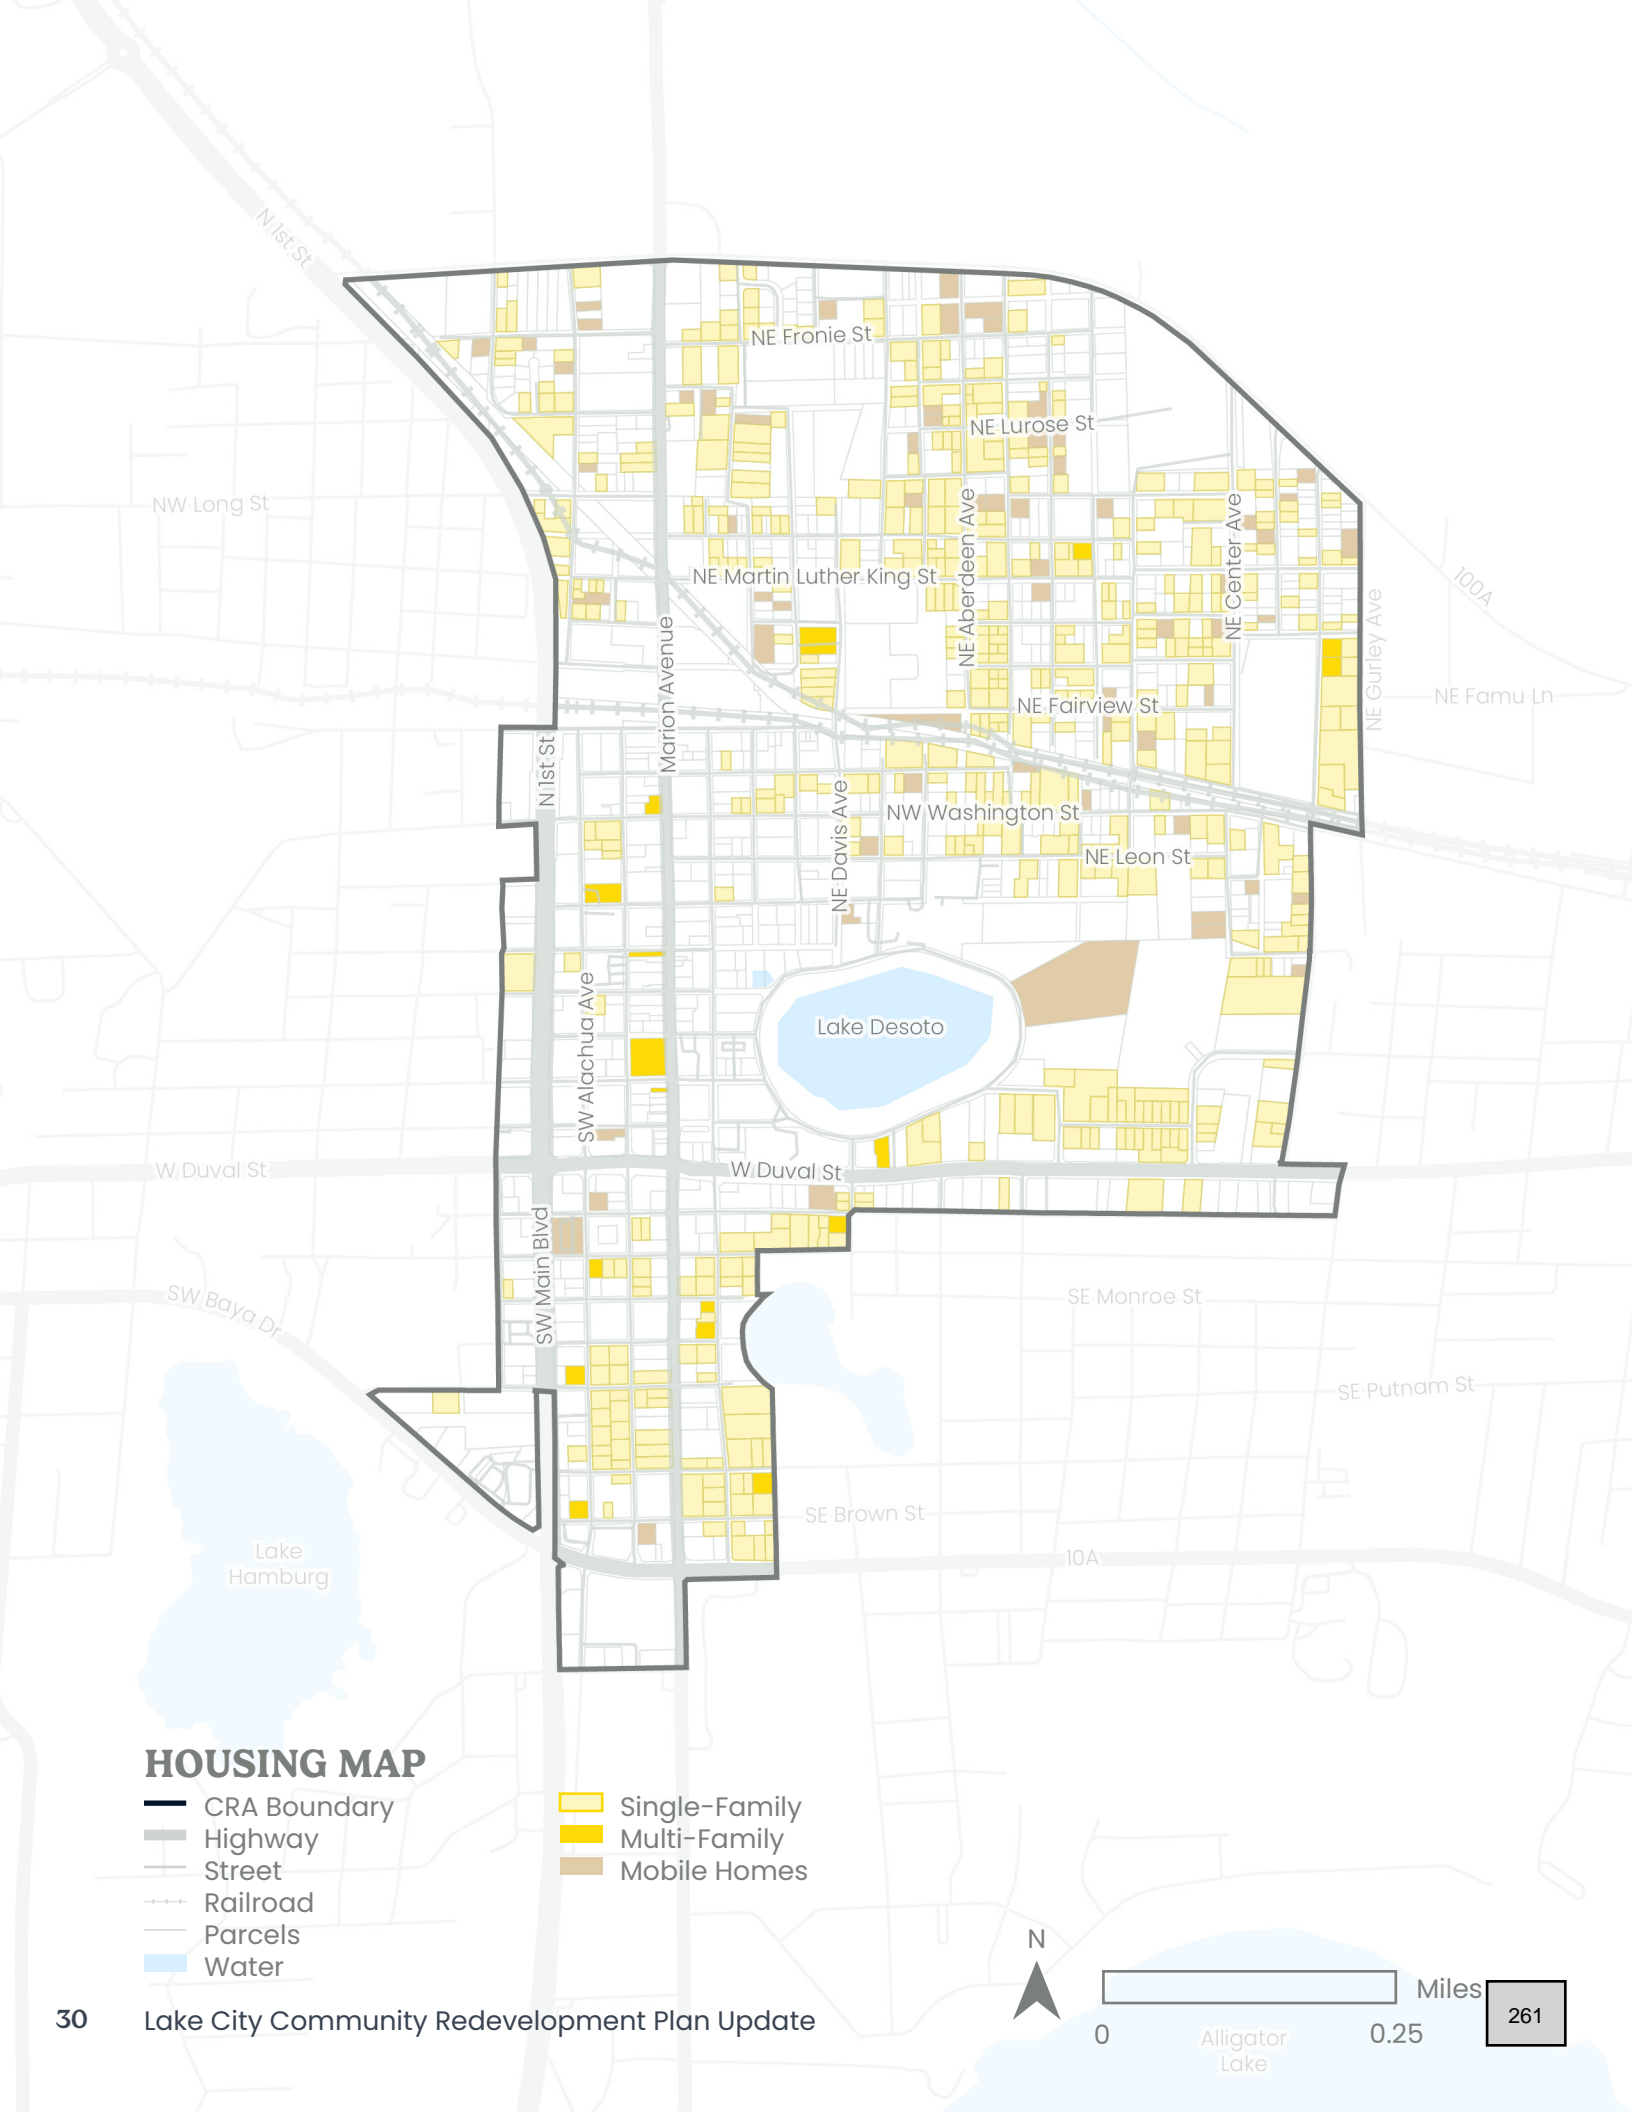 N 1st St
NE Fronie St
NE Lurose St
NW Long St
NE Aberdeen Ave
NE Center Ave
NE Martin Luther King St
100A
NE Gurley Ave
Marion Avenue
NE Famu Ln
NE Fairview St
N 1st St
NE Davis Ave
NW Washington St
NE Leon St
SW Alachua Ave
Lake Desoto
W Duval St
W Duval St
SW Main Blvd
SW Baya Dr
SE Monroe St
SE Putnam St
SE Brown St
Lake
Hamburg
10A
HOUSING MAP
CRA Boundary
Highway
Street
Railroad
Parcels
Water
Single-Family
Multi-Family
Mobile Homes
N
Miles
0
0.25
Alligator
Lake
30
Lake City Community Redevelopment Plan Update
261